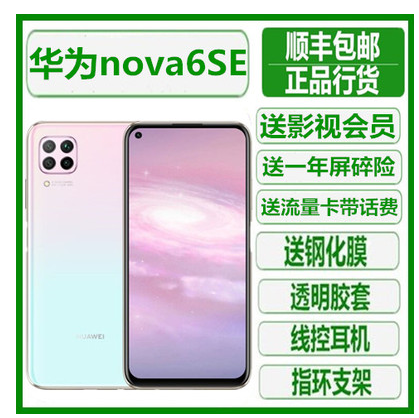 华为nova6SE
顺丰包邮
正品行货
送影视会员
送一年屏碎险
送流量卡带话费
送钢化膜
透明胶套
线控耳机
指环支架
HUAWEI